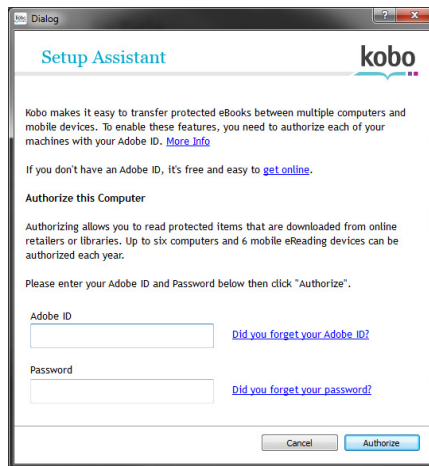 Dialog
Setup Assistant
kobo
Kobo makes it easy to transfer protected eBooks between multiple computers and
mobile devices. To enable these features, you need to authorize each of your
machines with your Adobe ID. More Info
If you don't have an Adobe ID, it's free and easy to get online.
Authorize this Computer
Authorizing allows you to read protected items that are downloaded from online
retailers or libraries. Up to six computers and 6 mobile eReading devices can be
authorized each year.
Please enter your Adobe ID and Password below then click "Authorize".
Adobe ID
Did you forget your Adobe ID?
Password
Did you forget your password?
Cancel Authorize